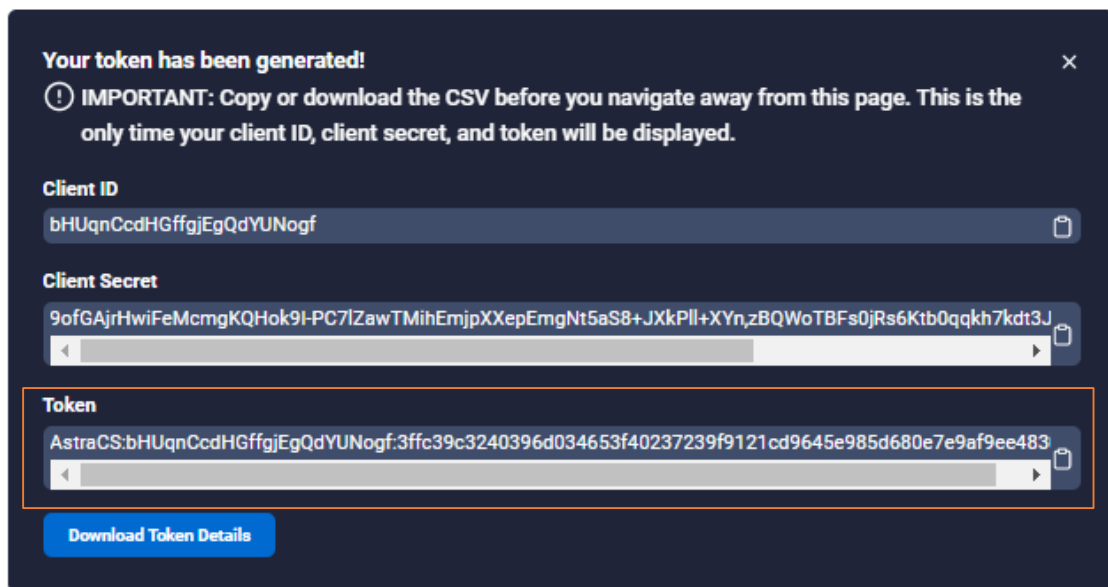 Your token has been generated!
IMPORTANT: Copy or download the CSV before you navigate away from this page. This is the
only time your client ID, client secret, and token will be displayed.
Client ID
bHUqnCcdHGffgjEgQdYUNogf
Client Secret
9ofGAjrHwiFeMcmgKQHok9I-PC7lZawTMihEmjpXXepEmgNt5aS8+JXkPll+XYn,zBQWoTBFs0jRs6Ktb0qqkh7kdt3J
Token
AstraCS:bHUqnCcdHGffgjEgQdYUNogf:3ffc39c3240396d034653f40237239f9121cd9645e985d680e7e9af9ee483
Download Token Details